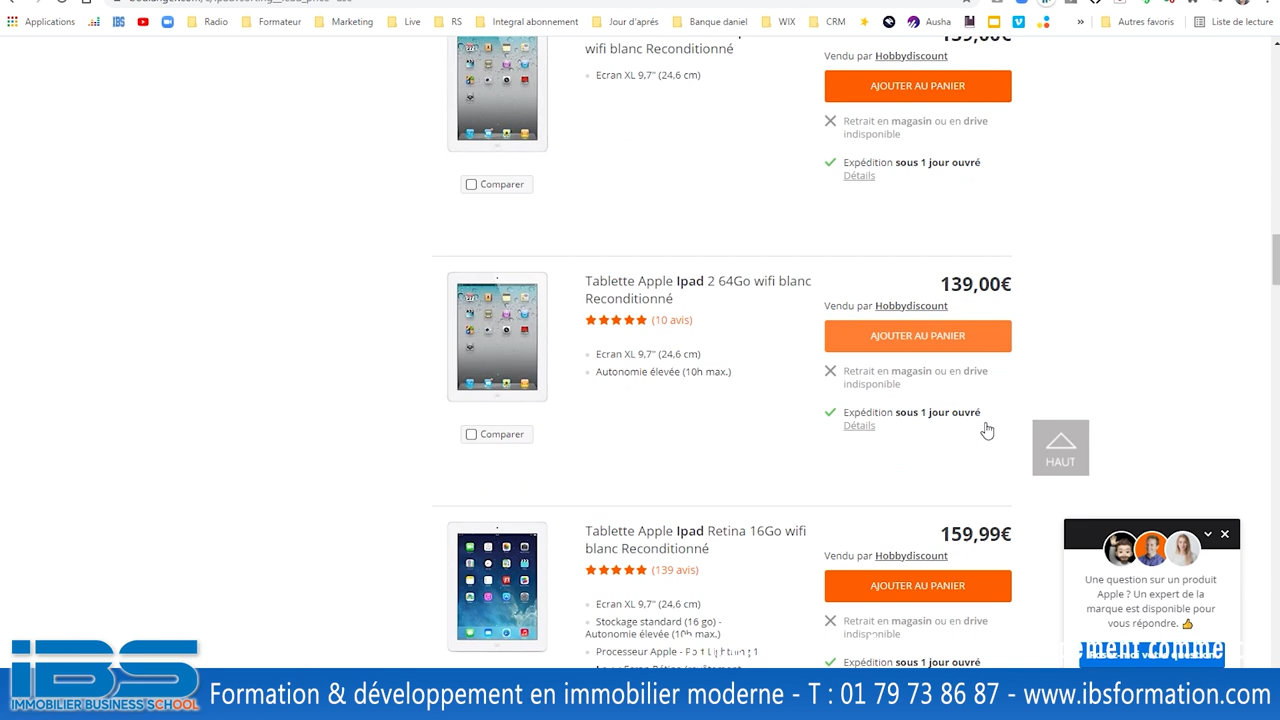 Applications
IBS
Radio
Formateur
Marketing
Live
RS
Integral abonnement
Jour d'aprés
Banque daniel
WIX
CRM
Ausha
»
Autres favoris
Liste de lecture
wifi blanc Reconditionné
Ecran XL 9,7" (24,6 cm)
Comparer
Vendu par Hobbydiscount
AJOUTER AU PANIER
Retrait en magasin ou en drive
indisponible
Expédition sous 1 jour ouvré
Détails
Tablette Apple Ipad 2 64Go wifi blanc
Reconditionné
(10 avis)
Ecran XL 9,7" (24,6 cm)
Autonomie élevée (10h max.)
Comparer
139,00€
Vendu par Hobbydiscount
AJOUTER AU PANIER
Retrait en magasin ou en drive
indisponible
Expédition sous 1 jour ouvré
Détails
HAUT
Tablette Apple Ipad Retina 16Go wifi
blanc Reconditionné
(139 avis)
Ecran XL 9,7" (24,6 cm)
Stockage standard (16 go) -
Autonomie élevée (10h max.)
Processeur Apple
159,99€
Vendu par Hobbydiscount
AJOUTER AU PANIER
Retrait en magasin ou en drive
indisponible
Expédition sous 1 jour ouvré
Une question sur un produit
Apple ? Un expert de la
marque est disponible pour
vous répondre. 👍
IBS
IMMOBILIER BUSINESS SCHOOL
Formation & développement en immobilier moderne - T : 01 79 73 86 87 - www.ibsformation.com